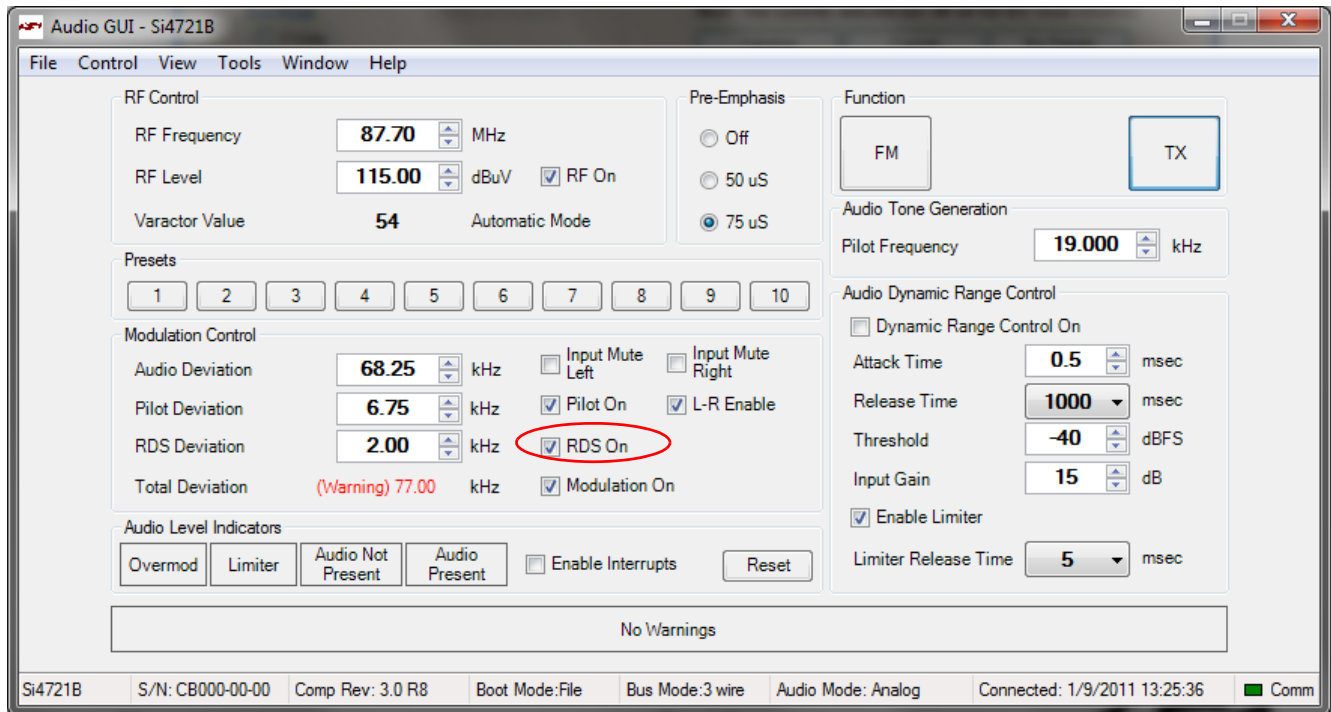 Audio GUI - Si4721B
File Control View Tools Window Help
RF Control
RF Frequency 87.70 MHz
RF Level 115.00 dBuV RF On
Varactor Value 54 Automatic Mode
Pre-Emphasis
Off
50 uS
75 uS
Function
FM TX
Audio Tone Generation
Pilot Frequency 19.000 kHz
Presets
1 2 3 4 5 6 7 8 9 10
Modulation Control
Audio Deviation 68.25 kHz
Input Mute
Left
Input Mute
Right
Pilot Deviation 6.75 kHz Pilot On L-R Enable
RDS Deviation 2.00 kHz RDS On
Total Deviation (Warning) 77.00 kHz Modulation On
Audio Dynamic Range Control
Dynamic Range Control On
Attack Time 0.5 msec
Release Time 1000 msec
Threshold -40 dBFS
Input Gain 15 dB
Enable Limiter
Limiter Release Time 5 msec
Audio Level Indicators
Overmod
Limiter
Audio Not
Present
Audio
Present
Enable Interrupts
Reset
No Warnings
Si4721B S/N: CB000-00-00 Comp Rev: 3.0 R8 Boot Mode:File Bus Mode:3 wire Audio Mode: Analog Connected: 1/9/2011 13:25:36 Comm